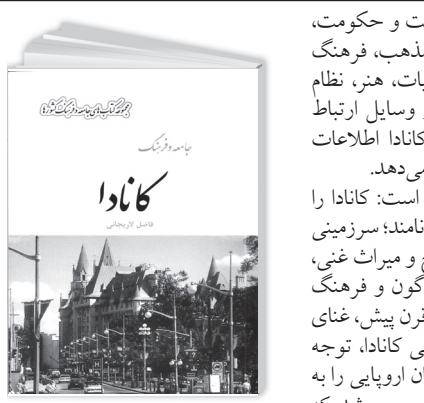 ت و حکومت،
ذهب، فرهنگ
یات، هنر، نظام
وسایل ارتباط
کانادا اطلاعات
می‌دهد.
است: کانادا را
نامند؛ سرزمینی
و میراث غنی،
گون و فرهنگ
قرن پیش، غنای
ی کانادا، توجه
ان اروپایی را به
مجموعه کتاب‌های جامعه و فرهنگ کشورها
جامعه و فرهنگ
کانادا
فاضل لاریجانی